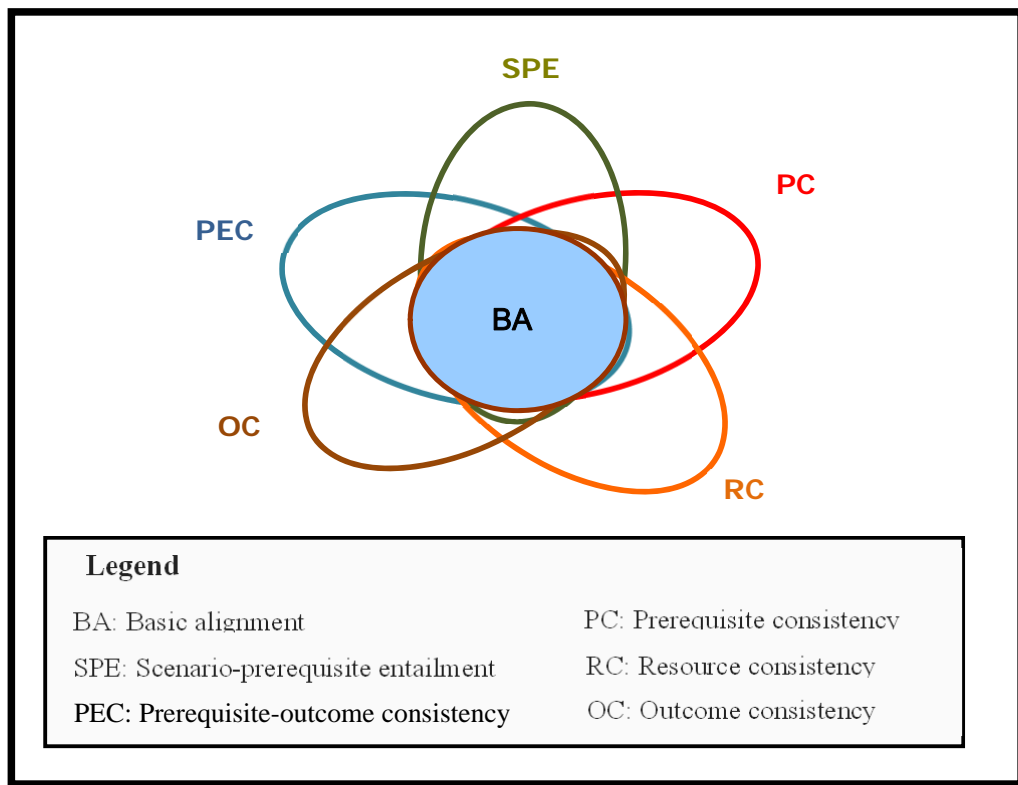 SPE
PC
PEC
BA
OC
RC
Legend
BA: Basic alignment
PC: Prerequisite consistency
SPE: Scenario-prerequisite entailment
RC: Resource consistency
PEC: Prerequisite-outcome consistency
OC: Outcome consistency